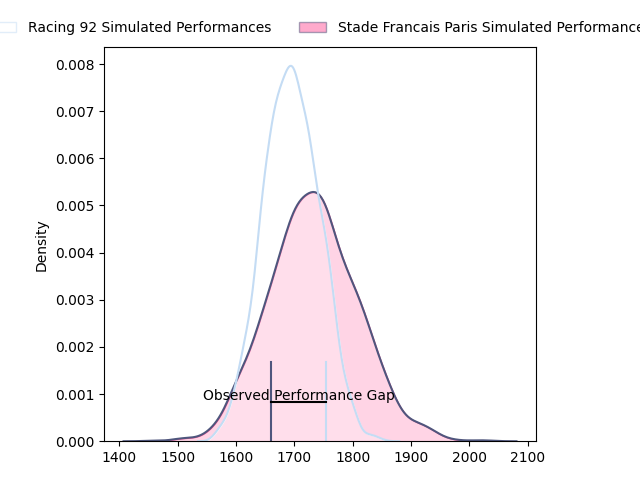 Racing 92 Simulated Performances
Stade Francais Paris Simulated Performance
0.008
0.007
0.006
0.005
0.004
0.003
0.002
0.001
0.000
Density
Observed Performance Gap
1400 1500 1600 1700 1800 1900 2000 2100